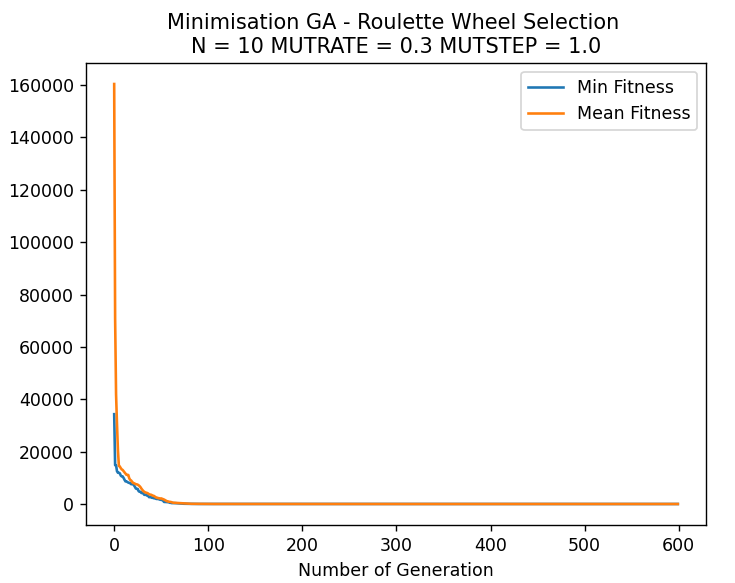 Minimisation GA - Roulette Wheel Selection
N = 10 MUTRATE = 0.3 MUTSTEP = 1.0
Min Fitness
Mean Fitness
160000
140000
120000
100000
80000
60000
40000
20000
0
0 100 200 300 400 500 600
Number of Generation